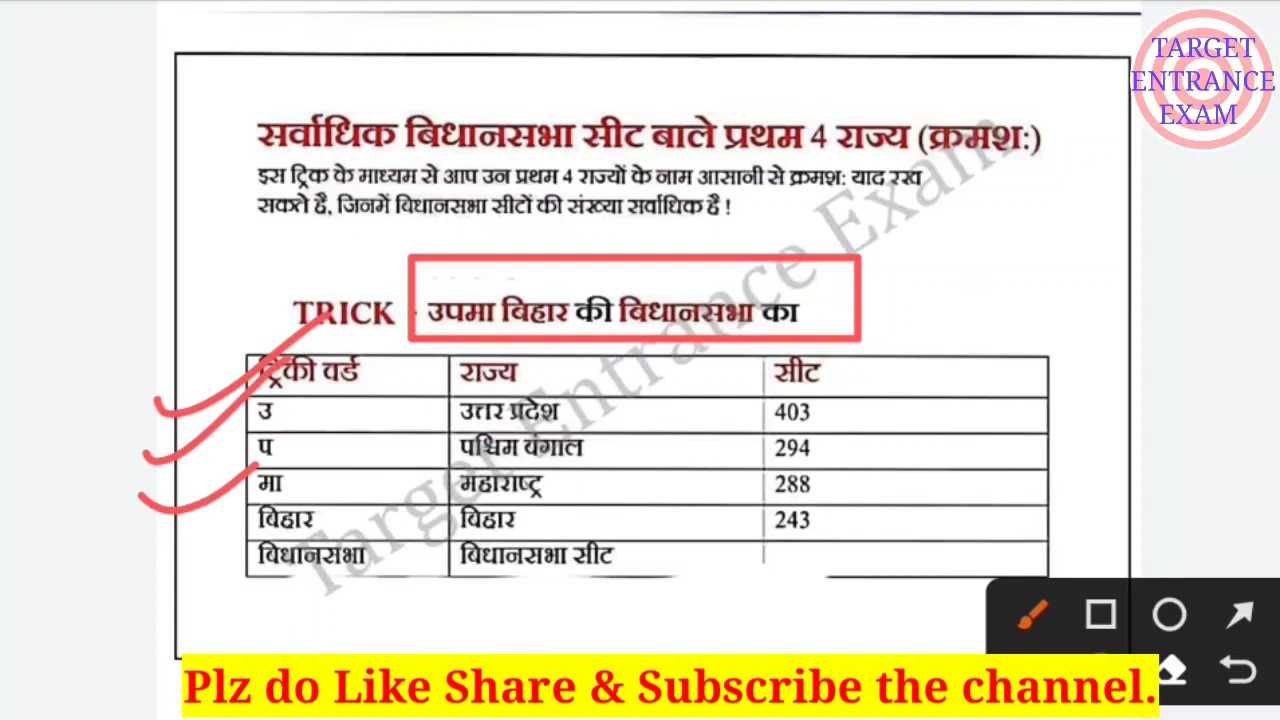 TARGET
ENTRANCE
EXAM
सर्वाधिक बिधानसभा सीट बाले प्रथम 4 राज्य (क्रमश:)
इस ट्रिक के माध्यम से आप उन प्रथम 4 राज्यों के नाम आसानी से क्रमश: याद रख
सकते है, जिनमें विधानसभा सीटों की संख्या सर्वाधिक है !
TRICK - उपमा बिहार की बिधानसभा का
ट्रिकी वर्ड राज्य सीट
उ उत्तर प्रदेश 403
प पश्चिम बंगाल 294
मा महाराष्ट्र 288
बिहार बिहार 243
बिधानसभा बिधानसभा सीट
Target Entrance Exam
Plz do Like Share & Subscribe the channel.